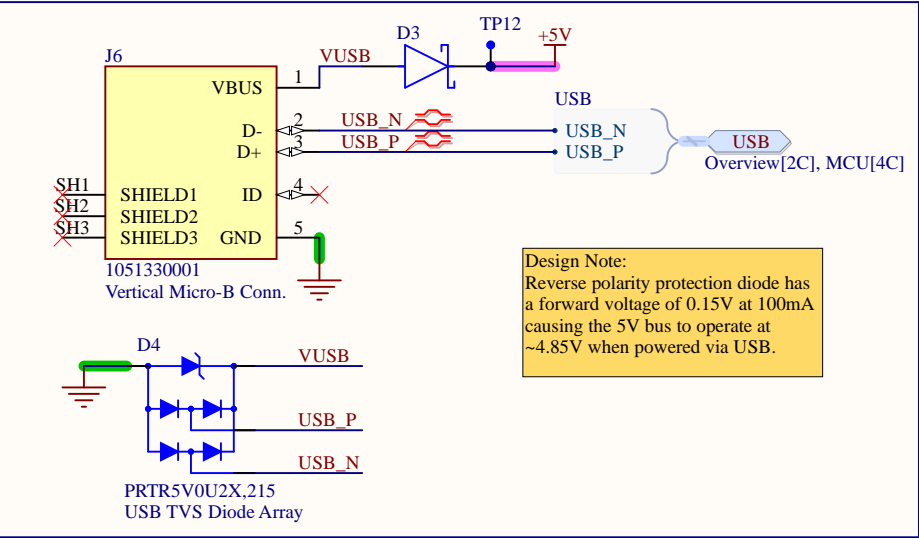 J6
VBUS
1
D-
2
D+
3
SH1
SHIELD1
ID
4
SH2
SHIELD2
SH3
SHIELD3
GND
5
1051330001
Vertical Micro-B Conn.
VUSB
D3
TP12
+5V
USB_N
USB_P
USB
USB_N
USB_P
USB
Overview[2C], MCU[4C]
Design Note:
Reverse polarity protection diode has
a forward voltage of 0.15V at 100mA
causing the 5V bus to operate at
~4.85V when powered via USB.
D4
VUSB
USB_P
USB_N
PRTR5V0U2X,215
USB TVS Diode Array